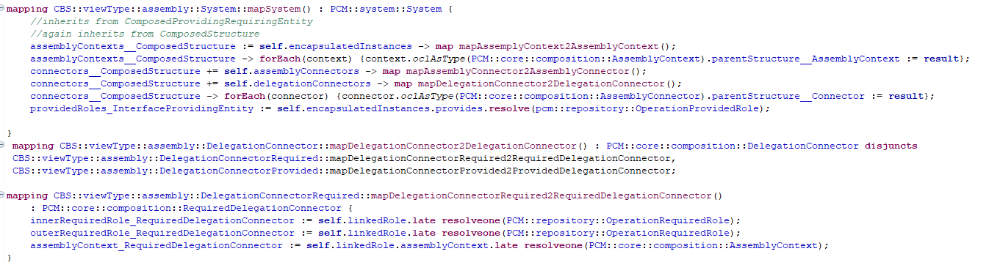 mapping CBS::viewType::assembly::System::mapSystem() : PCM::system::System {
//inherits from ComposedProvidingRequiringEntity
//again inherits from ComposedStructure
assemblyContexts__ComposedStructure := self.encapsulatedInstances -> map mapAssemplyContext2AssemblyContext();
assemblyContexts__ComposedStructure -> forEach(context) {context.oclAsType(PCM::core::composition::AssemblyContext).parentStructure__AssemblyContext := result};
connectors__ComposedStructure += self.assemblyConnectors -> map mapAssemblyConnector2AssemblyConnector();
connectors__ComposedStructure += self.delegationConnectors -> map mapDelegationConnector2DelegationConnector();
connectors__ComposedStructure -> forEach(connector) {connector.oclAsType(PCM::core::composition::AssemblyConnector).parentStructure__Connector := result};
providedRoles_InterfaceProvidingEntity := self.encapsulatedInstances.provides.resolve(pcm::repository::OperationProvidedRole);
}
mapping CBS::viewType::assembly::DelegationConnector::mapDelegationConnector2DelegationConnector() : PCM::core::composition::DelegationConnector disjuncts
CBS::viewType::assembly::DelegationConnectorRequired::mapDelegationConnectorRequired2RequiredDelegationConnector,
CBS::viewType::assembly::DelegationConnectorProvided::mapDelegationConnectorProvided2ProvidedDelegationConnector;
mapping CBS::viewType::assembly::DelegationConnectorRequired::mapDelegationConnectorRequired2RequiredDelegationConnector()
: PCM::core::composition::RequiredDelegationConnector {
innerRequiredRole_RequiredDelegationConnector := self.linkedRole.late resolveone(PCM::repository::OperationRequiredRole);
outerRequiredRole_RequiredDelegationConnector := self.linkedRole.late resolveone(PCM::repository::OperationRequiredRole);
assemblyContext_RequiredDelegationConnector := self.linkedRole.assemblyContext.late resolveone(PCM::core::composition::AssemblyContext);
}